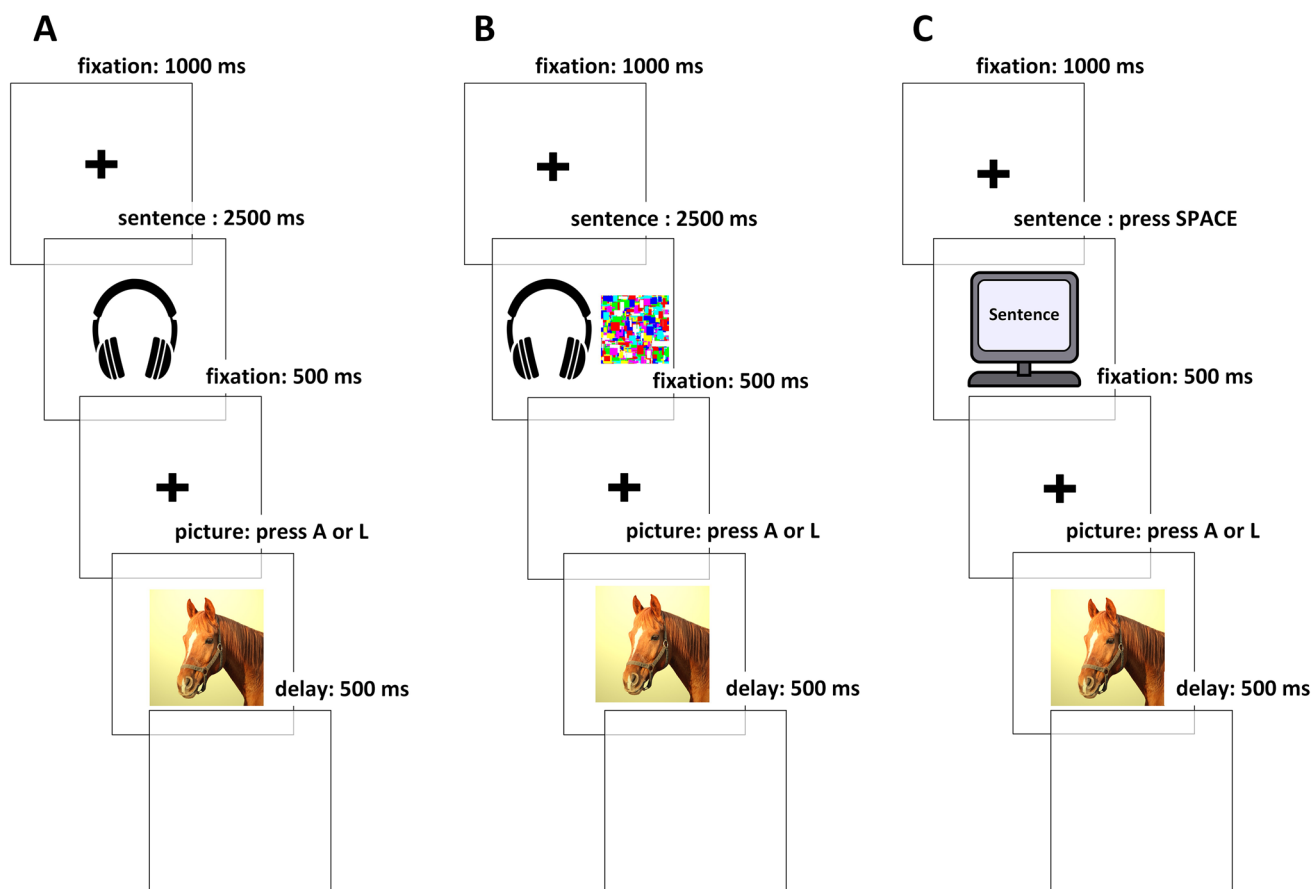 A
fixation: 1000 ms
sentence : 2500 ms
fixation: 500 ms
picture: press A or L
delay: 500 ms
B
fixation: 1000 ms
sentence : 2500 ms
fixation: 500 ms
picture: press A or L
delay: 500 ms
C
fixation: 1000 ms
sentence : press SPACE
Sentence
fixation: 500 ms
picture: press A or L
delay: 500 ms